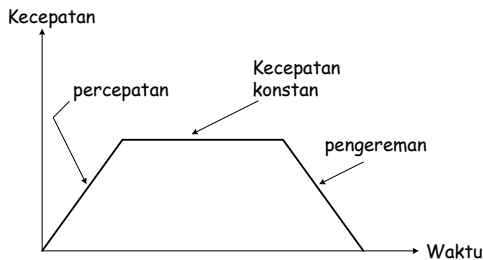 Kecepatan
percepatan
Kecepatan
konstan
pengereman
Waktu